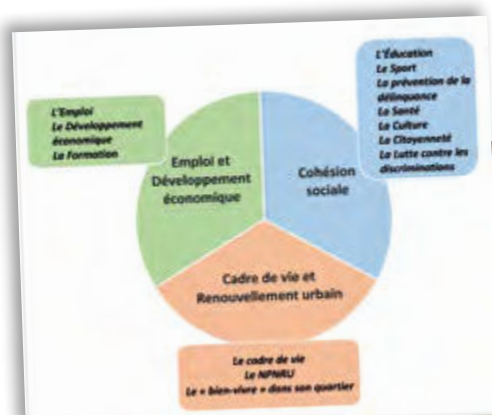 L'Éducation
Le Sport
La prévention de la
délinquance
La Santé
La Culture
La Citoyenneté
La Lutte contre les
discriminations
L'Emploi
Le Développement
économique
La Formation
Emploi et
Développement
économique
Cohésion
sociale
Cadre de vie et
Renouvellement urbain
Le cadre de vie
Le NPNRU
Le « bien-vivre » dans son quartier